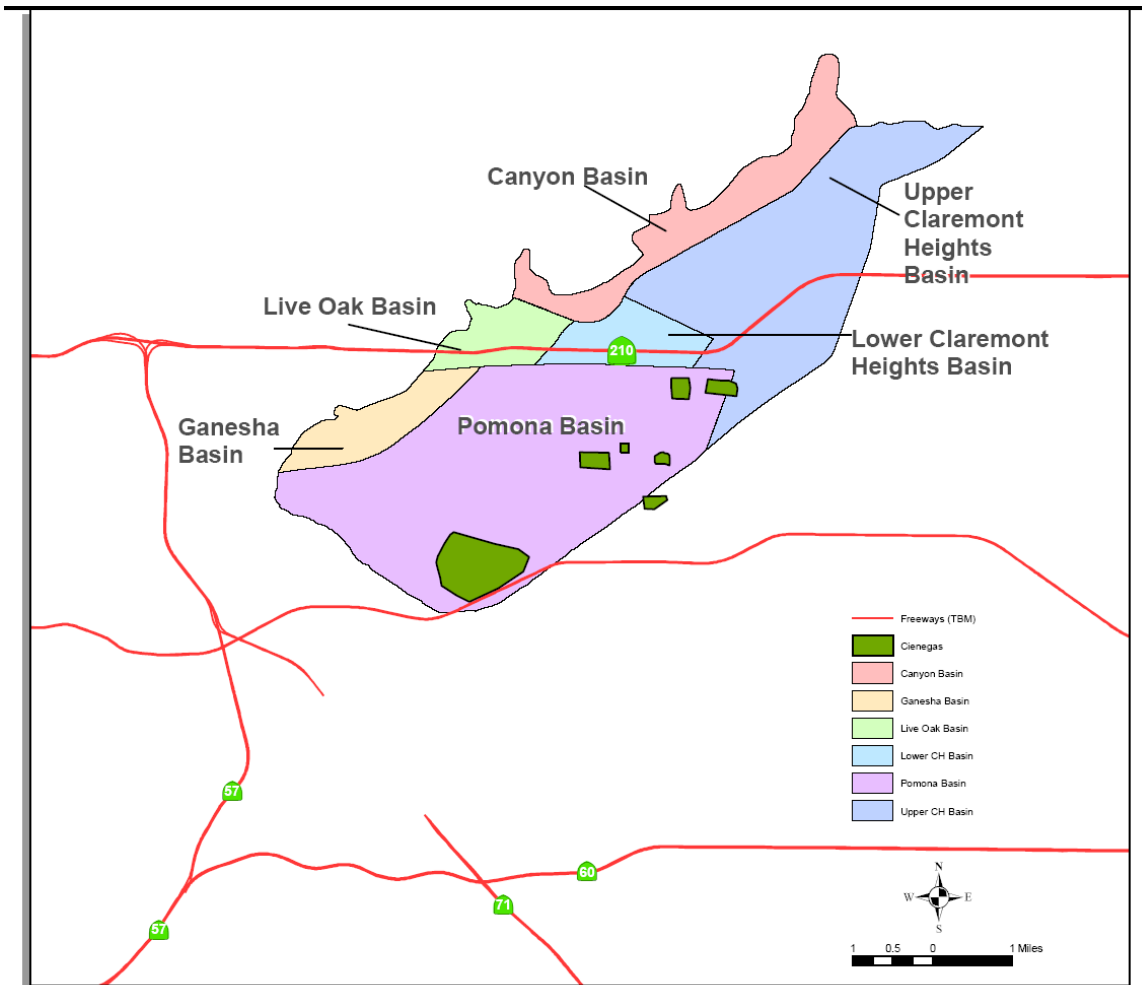 Canyon Basin
Upper
Claremont
Heights
Basin
Live Oak Basin
Lower Claremont
Heights Basin
210
Ganesha
Basin
Pomona Basin
Freeways (TBM)
Cienegas
Canyon Basin
Ganesha Basin
Live Oak Basin
Lower CH Basin
Pomona Basin
Upper CH Basin
57
60
71
57
N
W
E
S
1 0.5 0 1 Miles